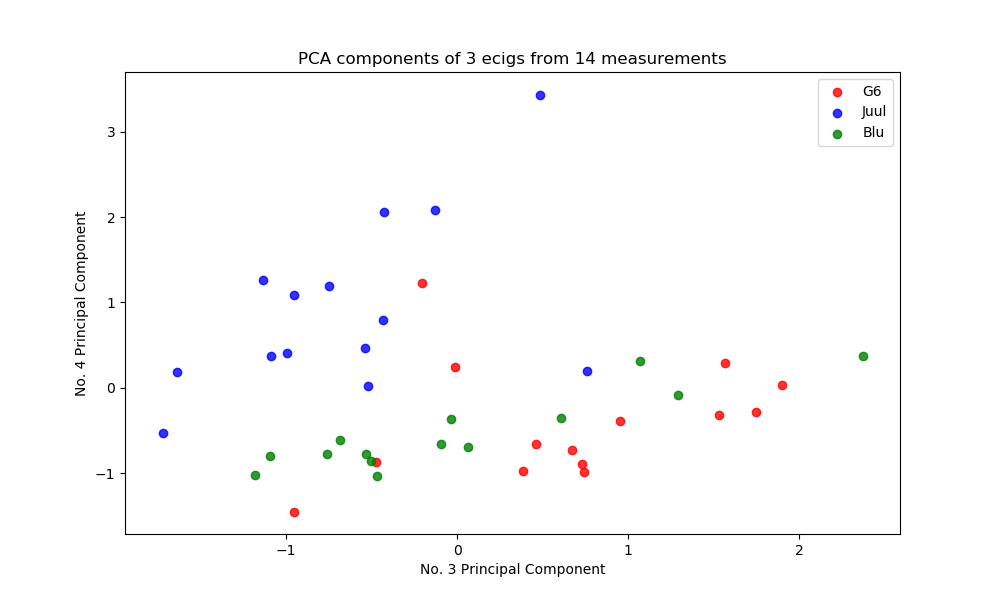 PCA components of 3 ecigs from 14 measurements
G6
Juul
Blu
3
2
1
0
−1
No. 4 Principal Component
−1
0
1
2
No. 3 Principal Component